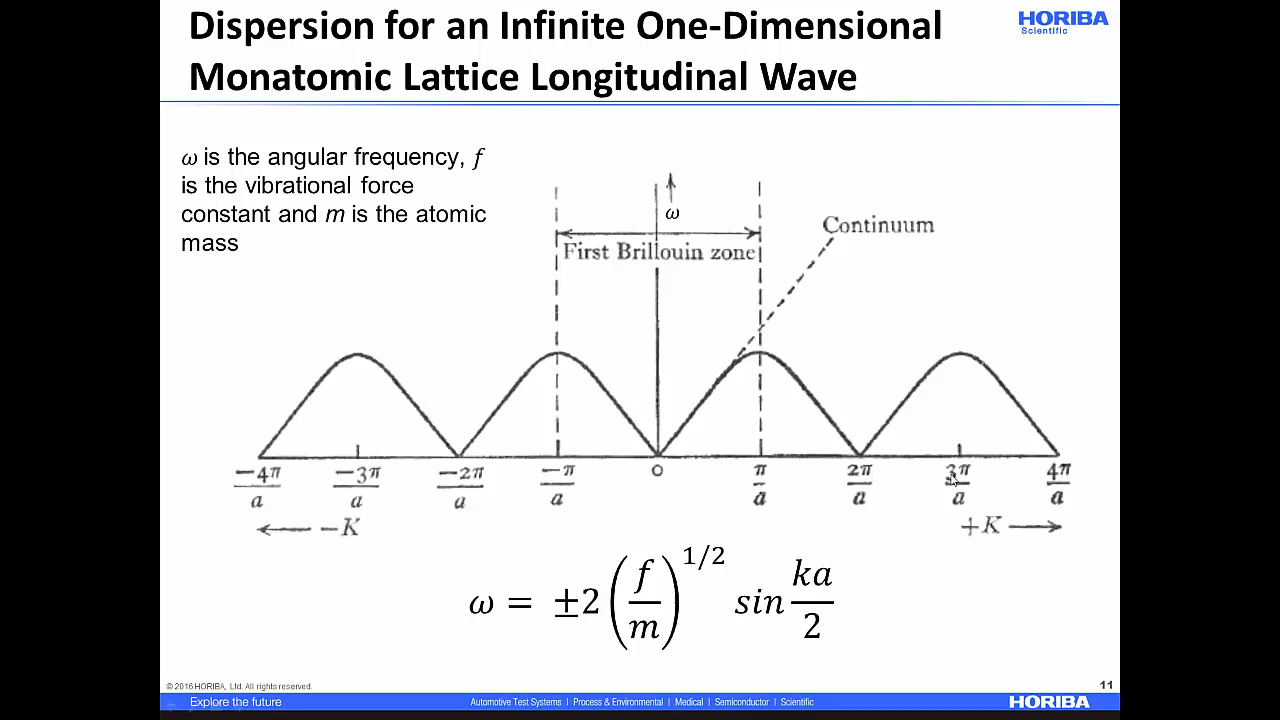 Dispersion for an Infinite One-Dimensional
Monatomic Lattice Longitudinal Wave
HORIBA
Scientific
ω is the angular frequency, f
is the vibrational force
constant and m is the atomic
mass
ω
Continuum
First Brillouin zone
−4π/a −3π/a −2π/a −π/a 0 π/a 2π/a 3π/a 4π/a
← −K +K →
ω = ±2 (f/m)^1/2 sin ka/2
© 2016 HORIBA, Ltd. All rights reserved.
11
Explore the future
Automotive Test Systems | Process & Environmental | Medical | Semiconductor | Scientific
HORIBA